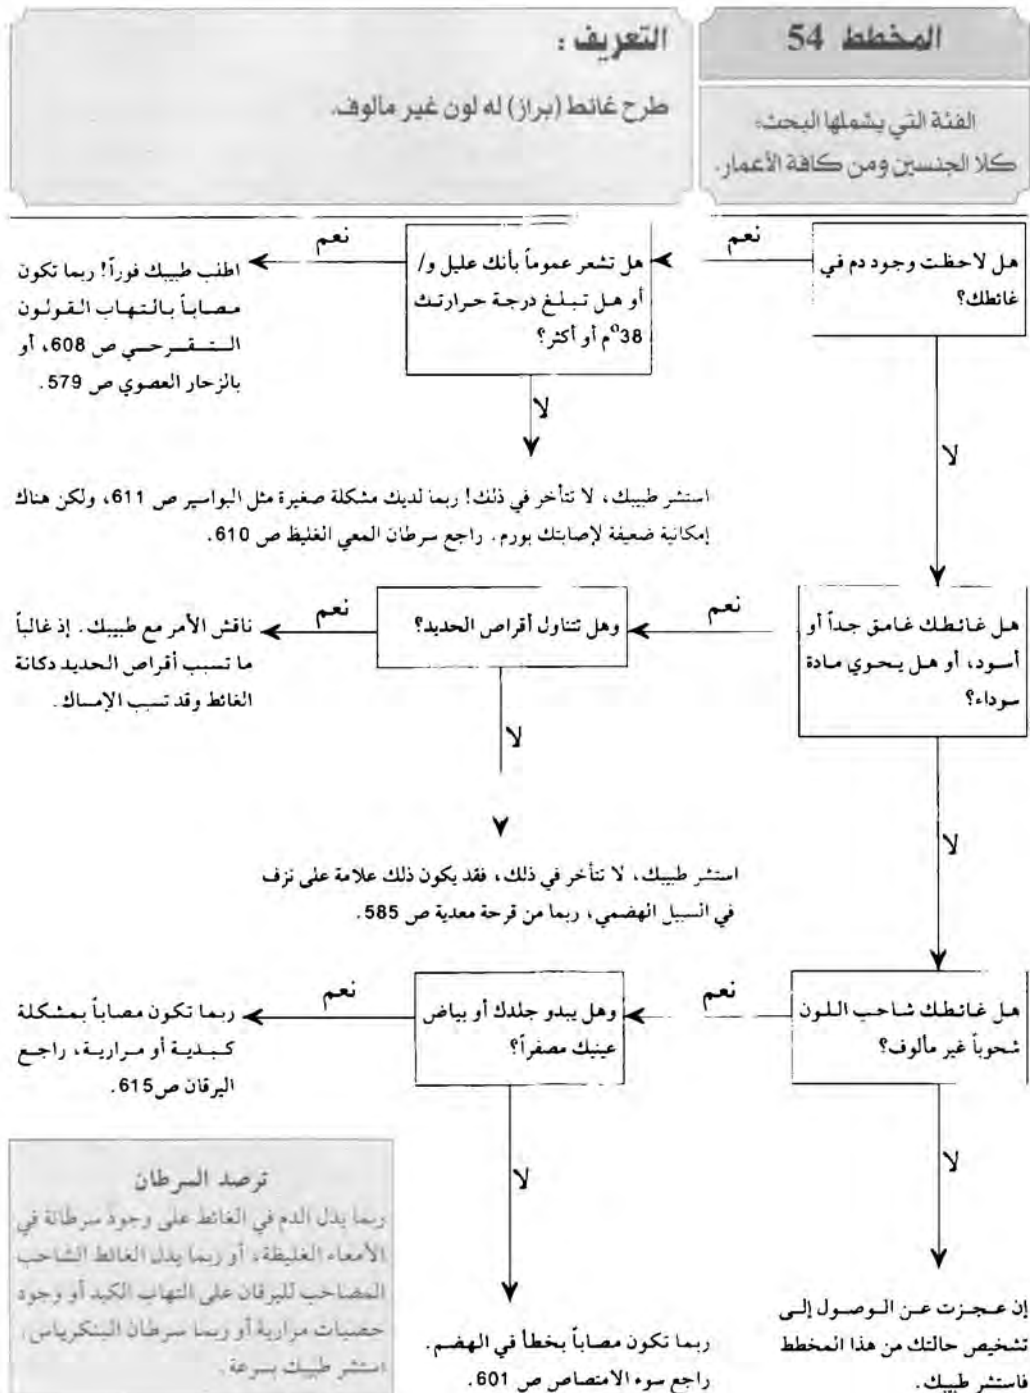 المخطط 54
الفئة التي يشملها البحث:
كلا الجنسين ومن كافة الأعمار.
التعريف :
طرح غائط (براز) له لون غير مألوف.
هل لاحظت وجود دم في
غائطك؟
نعم
هل تشعر عموماً بأنك عليل و/
أو هل تبلغ درجة حرارتك
38°م أو أكثر؟
نعم
اطلب طبيبك فوراً! ربما تكون
مصاباً بالتهاب القولون
التقرحي ص 608، أو
بالزحار العصوي ص 579.
لا
لا
استشر طبيبك، لا تتأخر في ذلك! ربما لديك مشكلة صغيرة مثل البواسير ص 611، ولكن هناك
إمكانية ضعيفة لإصابتك بورم. راجع سرطان المعي الغليظ ص 610.
هل غائطك غامق جداً أو
أسود، أو هل يحوي مادة
سوداء؟
نعم
وهل تتناول أقراص الحديد؟
نعم
ناقش الأمر مع طبيبك. إذ غالباً
ما تسبب أقراص الحديد دكانة
الغائط وقد تسبب الإمساك.
لا
لا
استشر طبيبك، لا تتأخر في ذلك، فقد يكون ذلك علامة على نزف
في السبيل الهضمي، ربما من قرحة معدية ص 585.
هل غائطك شاحب اللون
شحوباً غير مألوف؟
نعم
وهل يبدو جلدك أو بياض
عينيك مصفراً؟
نعم
ربما تكون مصاباً بمشكلة
كبدية أو مرارية، راجع
اليرقان ص 615.
لا
لا
إن عجزت عن الوصول إلى
تشخيص حالتك من هذا المخطط
فاستشر طبيبك.
ربما تكون مصاباً بخطأ في الهضم.
راجع سوء الامتصاص ص 601.
ترصد السرطان
ربما يدل الدم في الغائط على وجود سرطانة في
الأمعاء الغليظة، أو ربما يدل الغائط الشاحب
المصاحب لليرقان على التهاب الكبد أو وجود
حصيات مرارية أو ربما سرطان البنكرياس.
استشر طبيبك بسرعة.